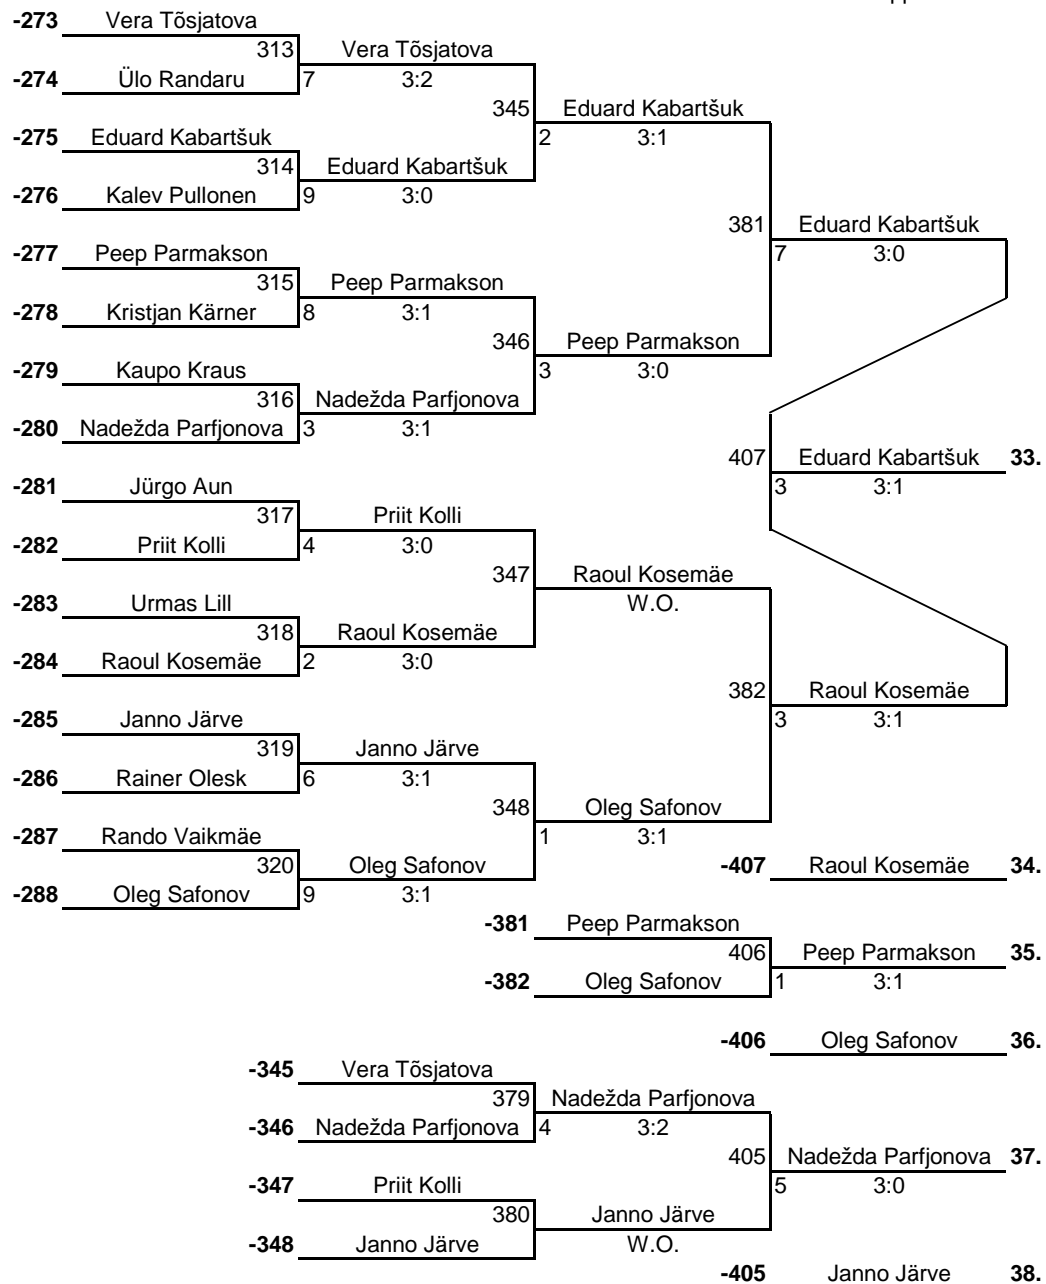 -273 Vera Tõsjatova
313 Vera Tõsjatova
-274 Ülo Randaru 7 3:2
345 Eduard Kabartšuk
-275 Eduard Kabartšuk 2 3:1
314 Eduard Kabartšuk
-276 Kalev Pullonen 9 3:0
381 Eduard Kabartšuk
-277 Peep Parmakson 7 3:0
315 Peep Parmakson
-278 Kristjan Kärner 8 3:1
346 Peep Parmakson
-279 Kaupo Kraus 3 3:0
316 Nadežda Parfjonova
-280 Nadežda Parfjonova 3 3:1
407 Eduard Kabartšuk 33.
-281 Jürgo Aun 3 3:1
317 Priit Kolli
-282 Priit Kolli 4 3:0
347 Raoul Kosemäe
-283 Urmas Lill W.O.
318 Raoul Kosemäe
-284 Raoul Kosemäe 2 3:0
382 Raoul Kosemäe
-285 Janno Järve 3 3:1
319 Janno Järve
-286 Rainer Olesk 6 3:1
348 Oleg Safonov
-287 Rando Vaikmäe 1 3:1
320 Oleg Safonov -407 Raoul Kosemäe 34.
-288 Oleg Safonov 9 3:1
-381 Peep Parmakson
406 Peep Parmakson 35.
-382 Oleg Safonov 1 3:1
-406 Oleg Safonov 36.
-345 Vera Tõsjatova
379 Nadežda Parfjonova
-346 Nadežda Parfjonova 4 3:2
405 Nadežda Parfjonova 37.
-347 Priit Kolli 5 3:0
380 Janno Järve
-348 Janno Järve W.O.
-405 Janno Järve 38.